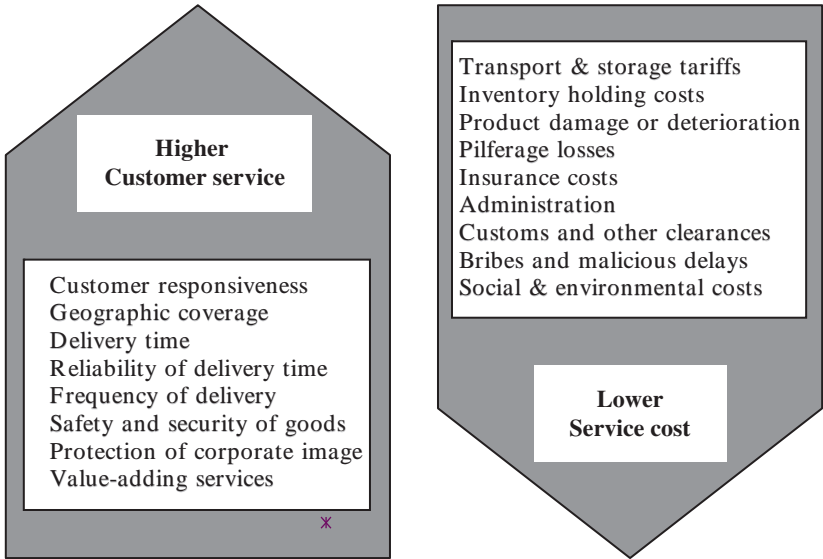 Higher
Customer service
Customer responsiveness
Geographic coverage
Delivery time
Reliability of delivery time
Frequency of delivery
Safety and security of goods
Protection of corporate image
Value-adding services
Transport & storage tariffs
Inventory holding costs
Product damage or deterioration
Pilferage losses
Insurance costs
Administration
Customs and other clearances
Bribes and malicious delays
Social & environmental costs
Lower
Service cost